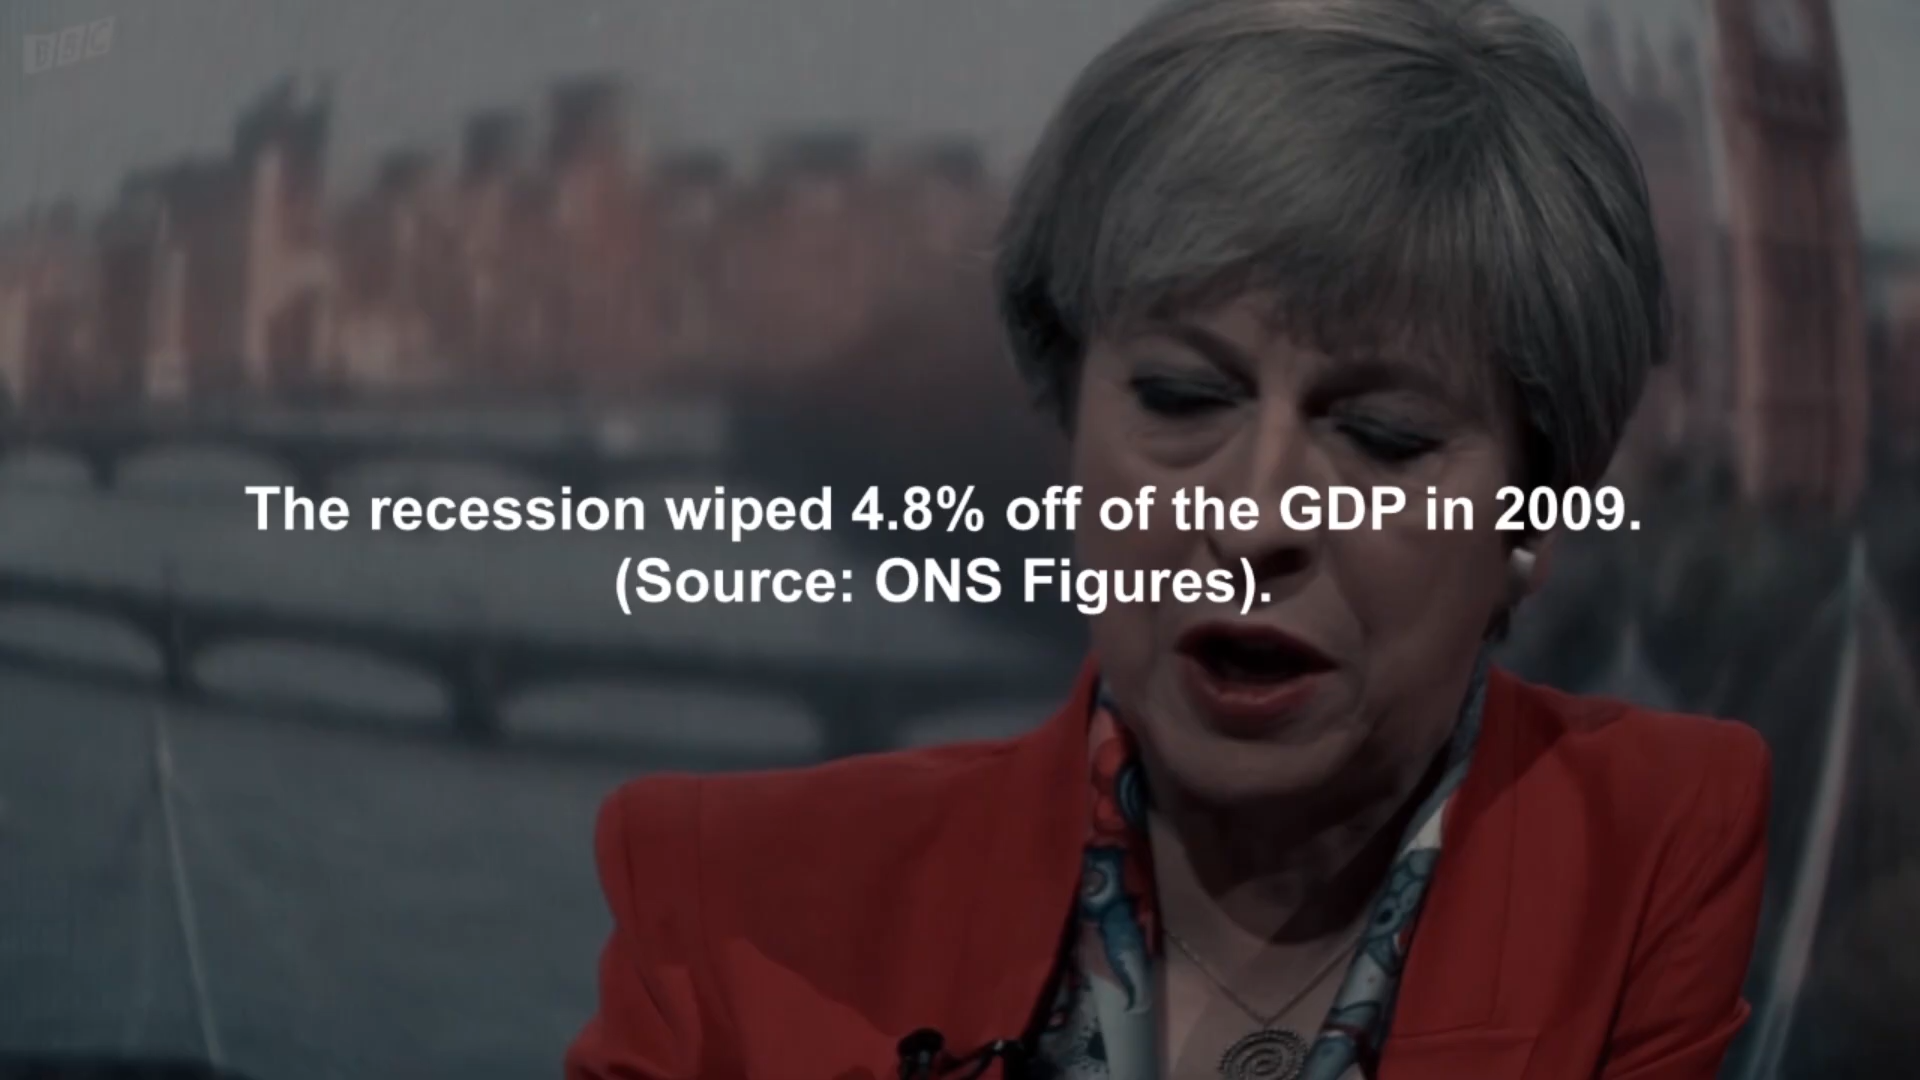 BBC
The recession wiped 4.8% off of the GDP in 2009.
(Source: ONS Figures).